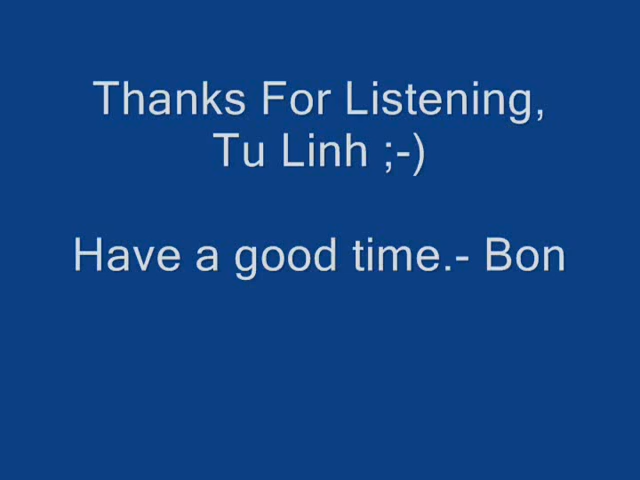 Thanks For Listening,
Tu Linh ;-)
Have a good time.- Bon